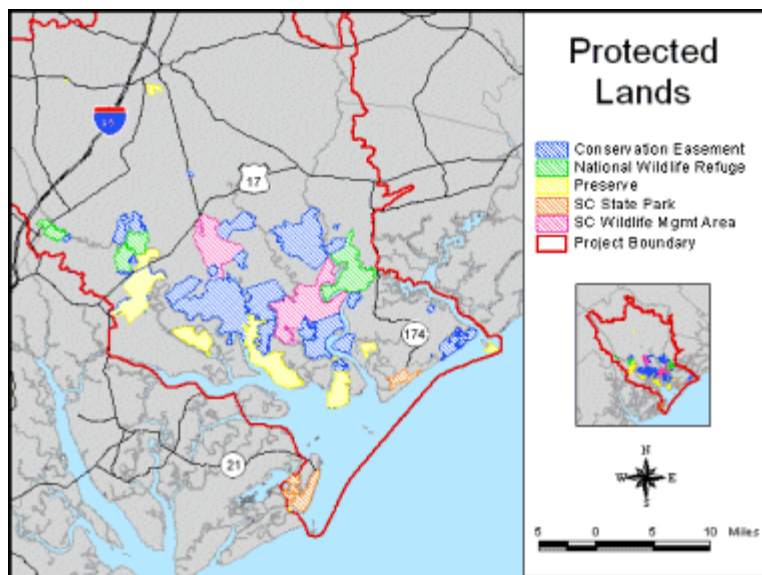 95
17
174
21
Protected
Lands
Conservation Easement
National Wildlife Refuge
Preserve
SC State Park
SC Wildlife Mgmt Area
Project Boundary
N
W E
S
5 0 5 10 Miles